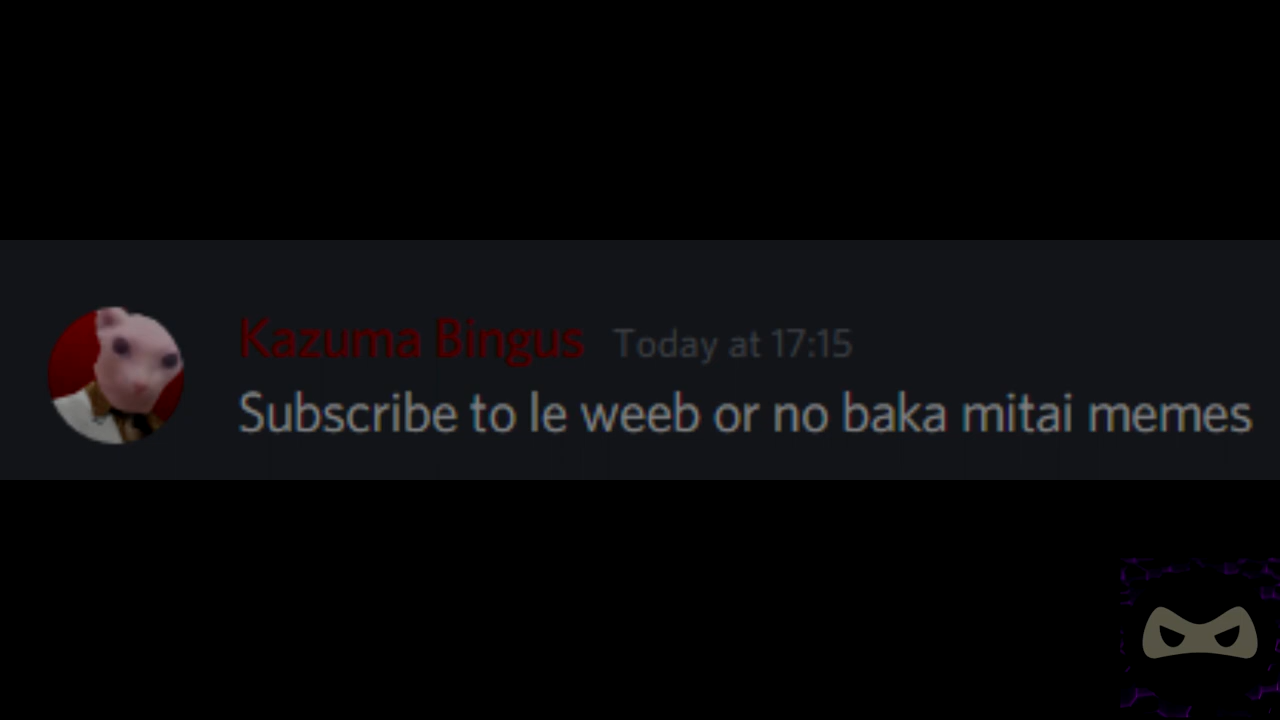 Kazuma Bingus Today at 17:15
Subscribe to le weeb or no baka mitai memes